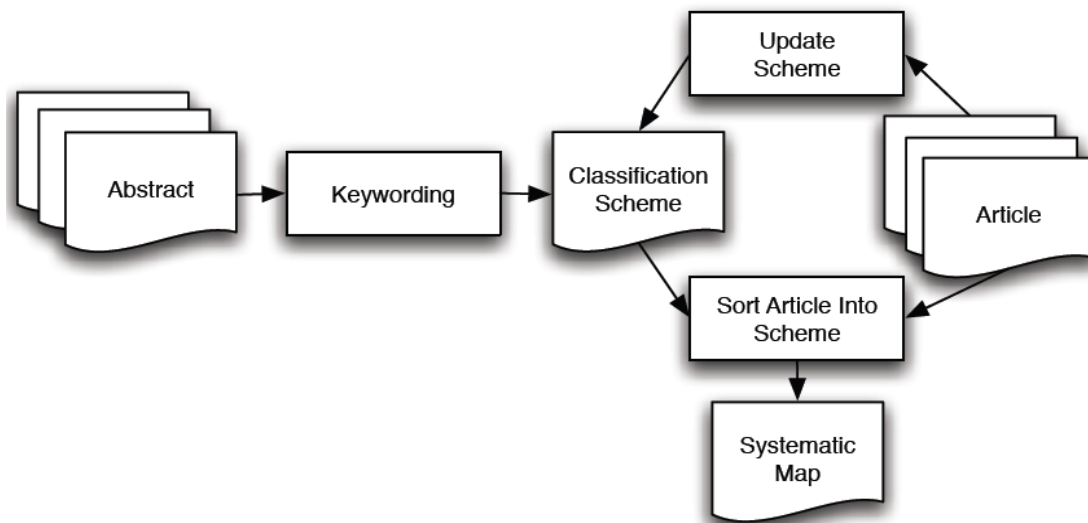 Update
Scheme
Abstract
Keywording
Classification
Scheme
Article
Sort Article Into
Scheme
Systematic
Map